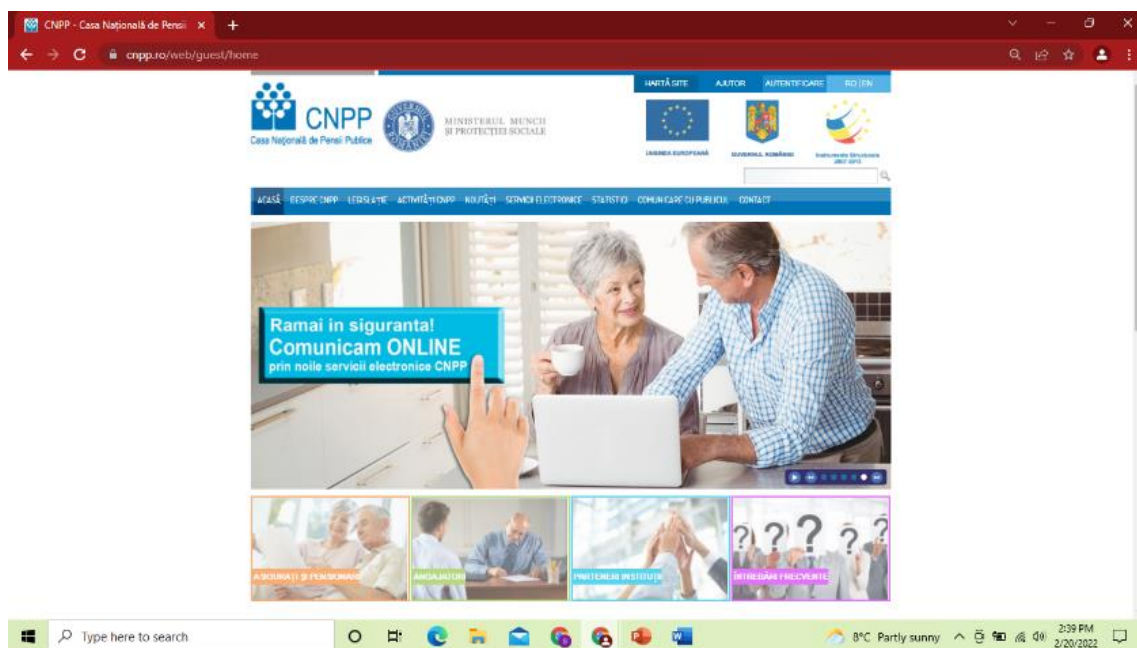 CNPP - Casa Națională de Pensii
cnpp.ro/web/guest/home
HARTĂ SITE AJUTOR AUTENTIFICARE RO | EN
CNPP
Casa Națională de Pensii Publice
MINISTERUL MUNCII
ȘI PROTECȚIEI SOCIALE
UNIUNEA EUROPEANĂ
GUVERNUL ROMÂNIEI
Instrumente Structurale
2007-2013
ACASĂ DESPRE CNPP LEGISLAȚIE ACTIVITĂȚI CNPP NOUTĂȚI SERVICII ELECTRONICE STATISTICI COMUNICARE CU PUBLICUL CONTACT
Ramai in siguranta!
Comunicam ONLINE
prin noile servicii electronice CNPP
ASIGURAȚI ȘI PENSIONARI
ANGAJATORI
PARTENERI INSTITUȚII
ÎNTREBĂRI FRECVENTE
? ? ? ? ?
Type here to search
8°C Partly sunny
2:39 PM
2/20/2022